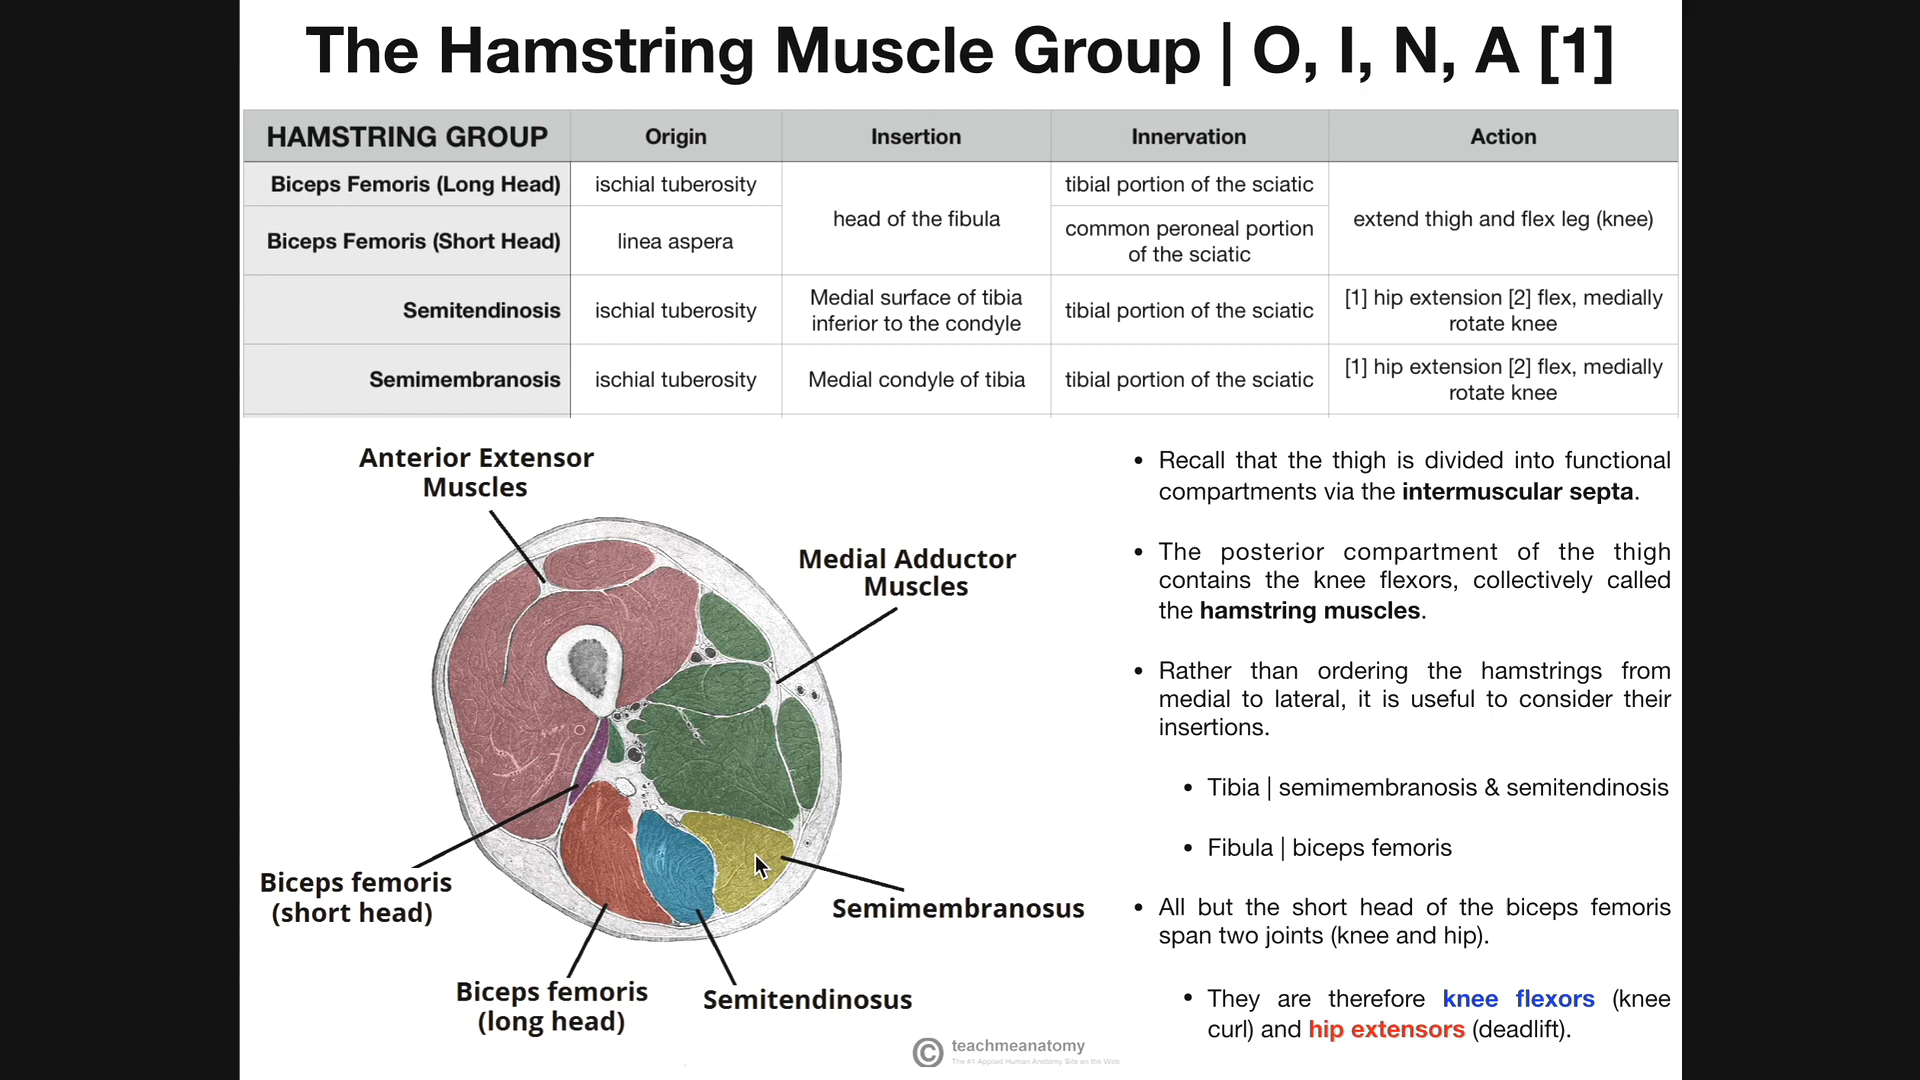 The Hamstring Muscle Group | O, I, N, A [1]
HAMSTRING GROUP
Origin
Insertion
Innervation
Action
Biceps Femoris (Long Head)
ischial tuberosity
head of the fibula
tibial portion of the sciatic
extend thigh and flex leg (knee)
Biceps Femoris (Short Head)
linea aspera
common peroneal portion
of the sciatic
Semitendinosis
ischial tuberosity
Medial surface of tibia
inferior to the condyle
tibial portion of the sciatic
[1] hip extension [2] flex, medially
rotate knee
Semimembranosis
ischial tuberosity
Medial condyle of tibia
tibial portion of the sciatic
[1] hip extension [2] flex, medially
rotate knee
Anterior Extensor
Muscles
Medial Adductor
Muscles
Biceps femoris
(short head)
Semimembranosus
Biceps femoris
(long head)
Semitendinosus
© teachmeanatomy
The #1 Applied Human Anatomy Site on the Web
• Recall that the thigh is divided into functional
compartments via the intermuscular septa.
• The posterior compartment of the thigh
contains the knee flexors, collectively called
the hamstring muscles.
• Rather than ordering the hamstrings from
medial to lateral, it is useful to consider their
insertions.
• Tibia | semimembranosis & semitendinosis
• Fibula | biceps femoris
• All but the short head of the biceps femoris
span two joints (knee and hip).
• They are therefore knee flexors (knee
curl) and hip extensors (deadlift).